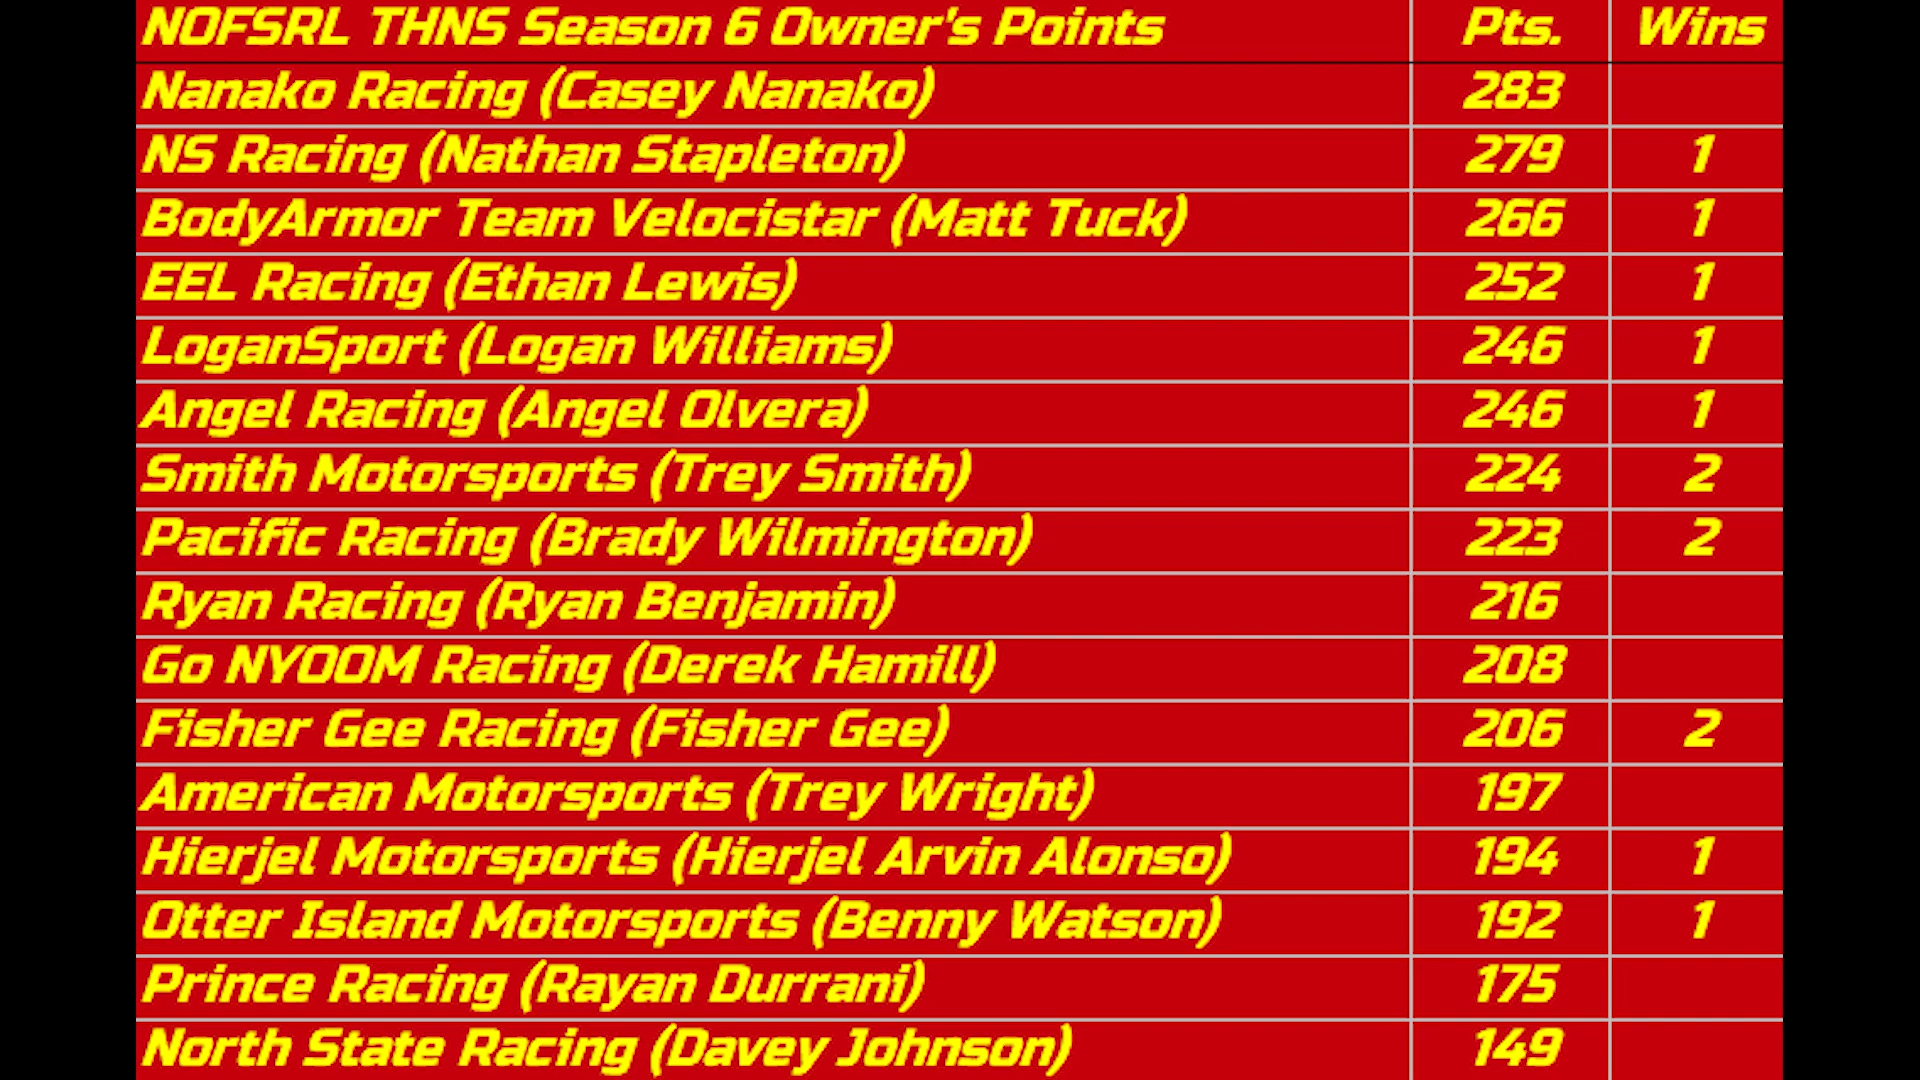 NOFSRL THNS Season 6 Owner's Points Pts. Wins
Nanako Racing (Casey Nanako) 283
NS Racing (Nathan Stapleton) 279 1
BodyArmor Team Velocistar (Matt Tuck) 266 1
EEL Racing (Ethan Lewis) 252 1
LoganSport (Logan Williams) 246 1
Angel Racing (Angel Olvera) 246 1
Smith Motorsports (Trey Smith) 224 2
Pacific Racing (Brady Wilmington) 223 2
Ryan Racing (Ryan Benjamin) 216
Go NYOOM Racing (Derek Hamill) 208
Fisher Gee Racing (Fisher Gee) 206 2
American Motorsports (Trey Wright) 197
Hierjel Motorsports (Hierjel Arvin Alonso) 194 1
Otter Island Motorsports (Benny Watson) 192 1
Prince Racing (Rayan Durrani) 175
North State Racing (Davey Johnson) 149